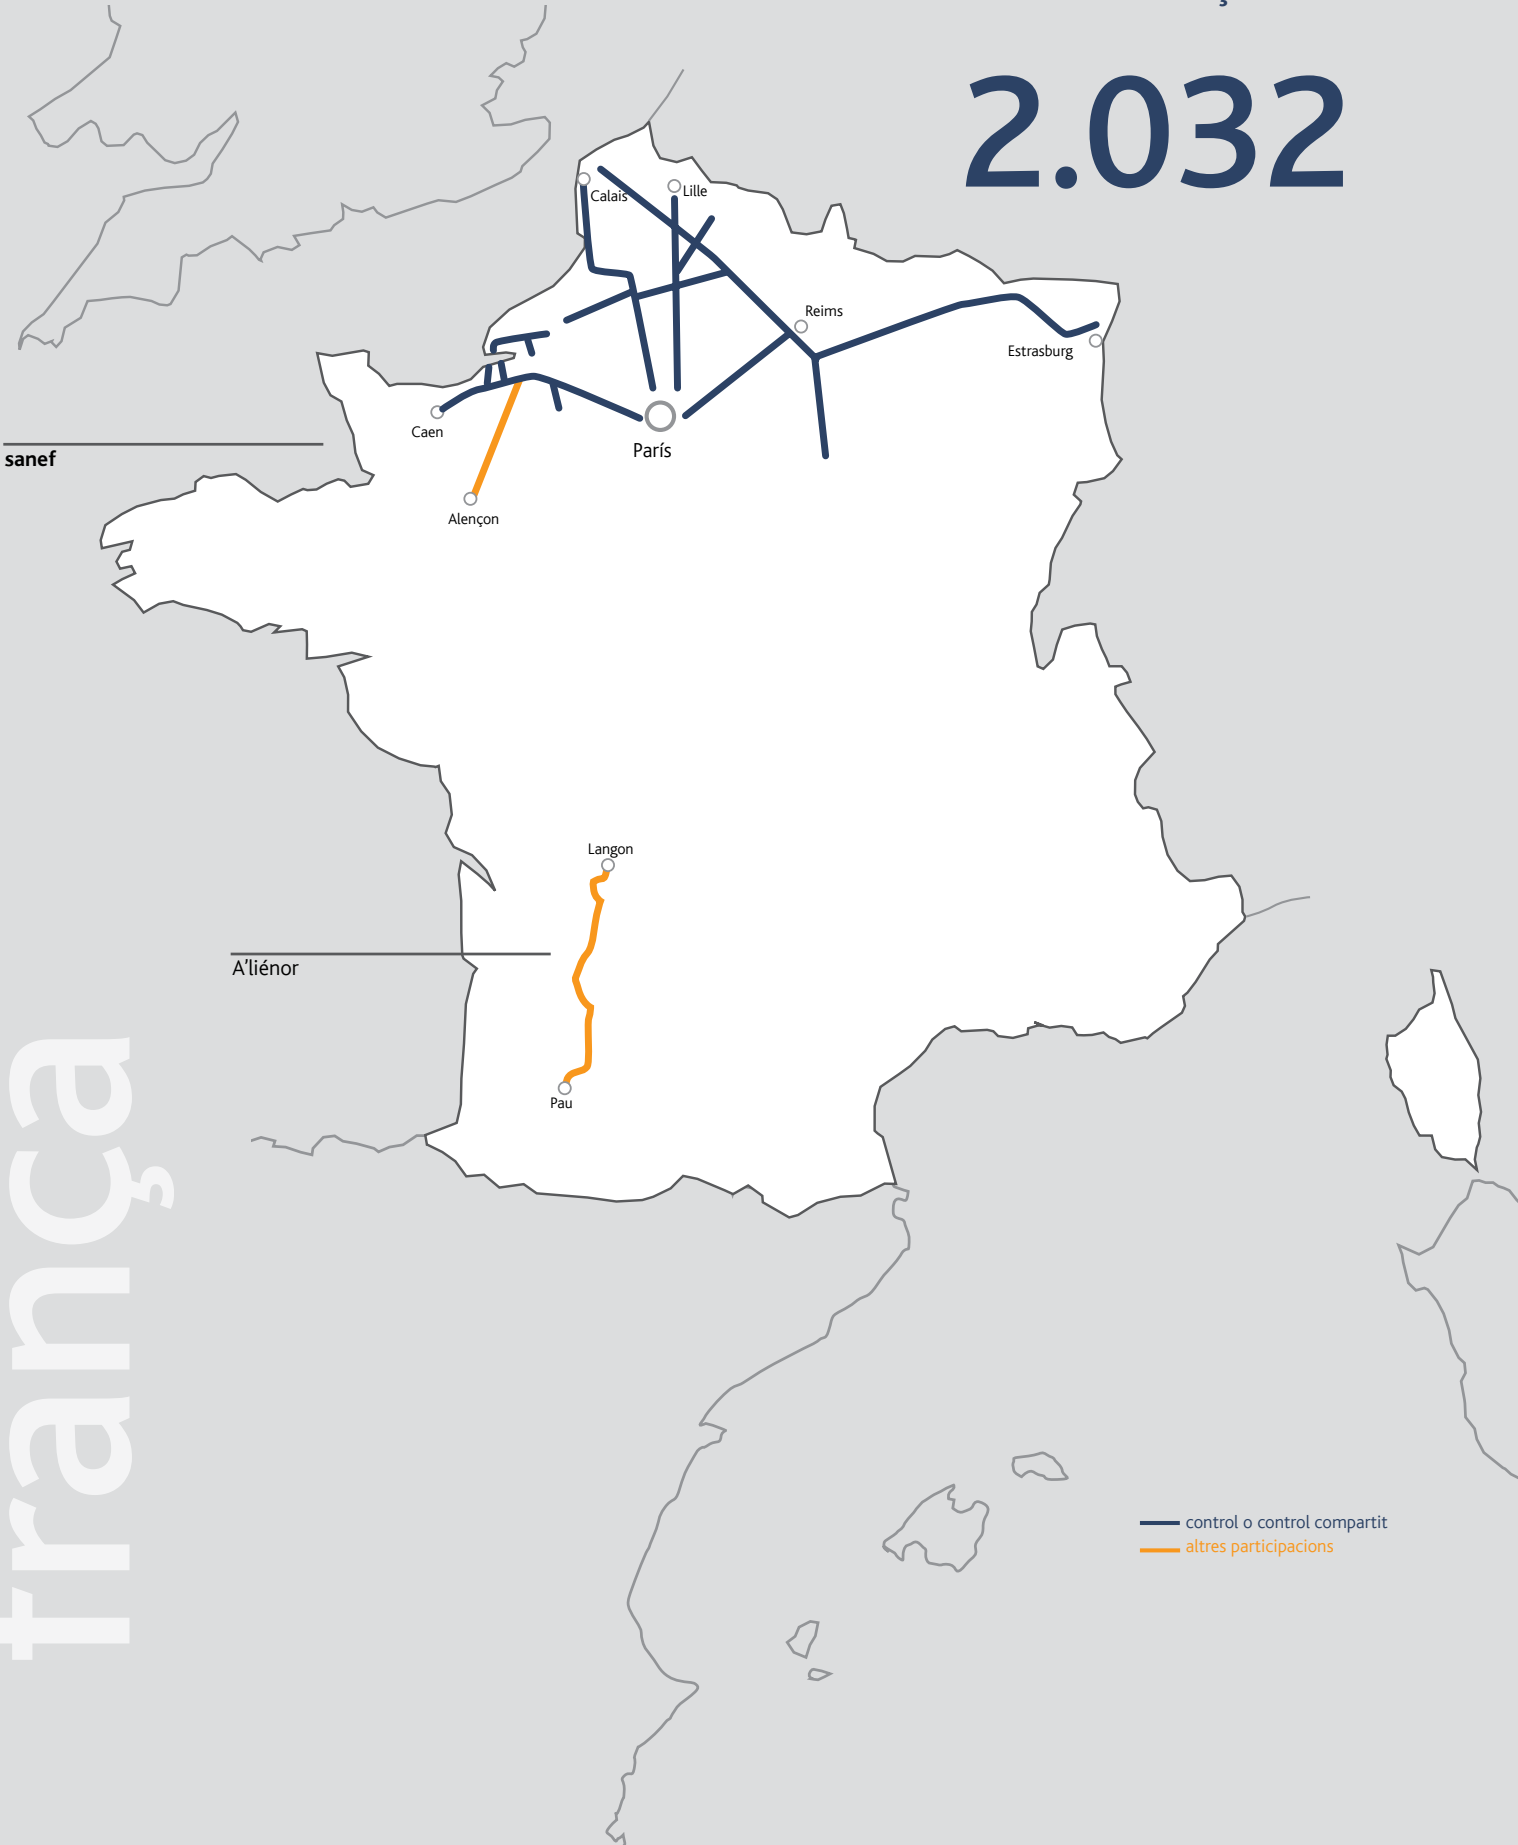 2.032
Calais
Lille
Reims
Estrasburg
Caen
París
sanef
Alençon
Langon
A'liénor
Pau
frança
control o control compartit
altres participacions